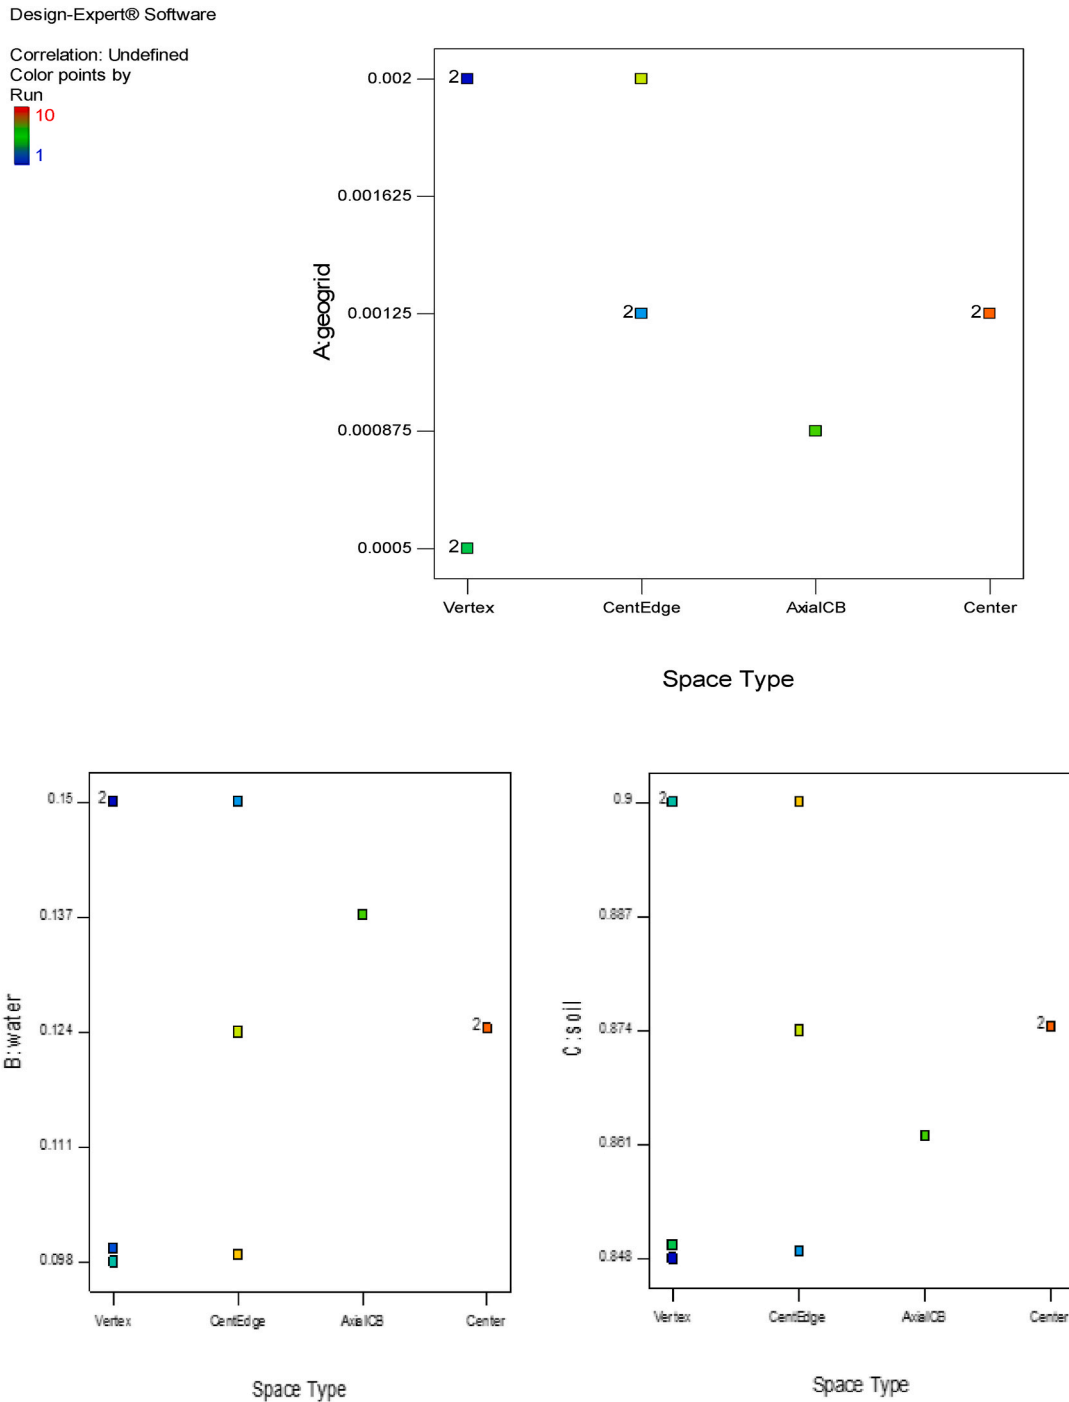 Design-Expert® Software
Correlation: Undefined
Color points by
Run
10
1
0.002
0.001625
0.00125
0.000875
0.0005
A:geogrid
2
2
2
2
Vertex
CentEdge
AxialCB
Center
Space Type
0.15
0.137
0.124
0.111
0.098
B:water
2
2
Vertex
CentEdge
AxialCB
Center
Space Type
0.9
0.887
0.874
0.861
0.848
C:soil
2
2
Vertex
CentEdge
AxialCB
Center
Space Type